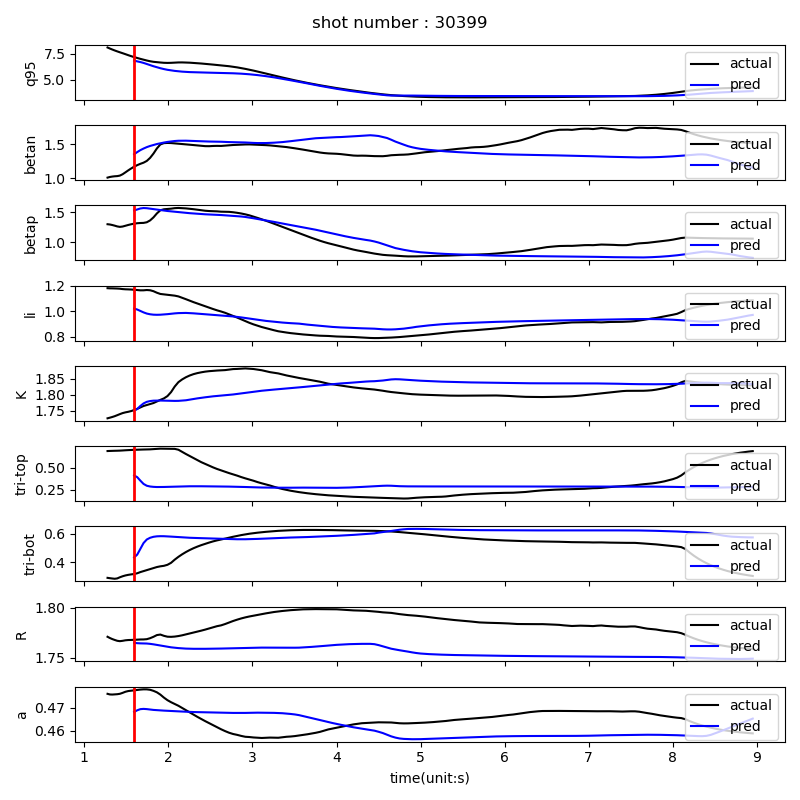 shot number : 30399
7.5
5.0
q95
actual
pred
1.5
1.0
betan
actual
pred
1.5
1.0
betap
actual
pred
1.2
1.0
0.8
li
actual
pred
1.85
1.80
1.75
K
actual
pred
0.50
0.25
tri-top
actual
pred
0.6
0.4
tri-bot
actual
pred
1.80
1.75
R
actual
pred
0.47
0.46
a
actual
pred
1 2 3 4 5 6 7 8 9
time(unit:s)